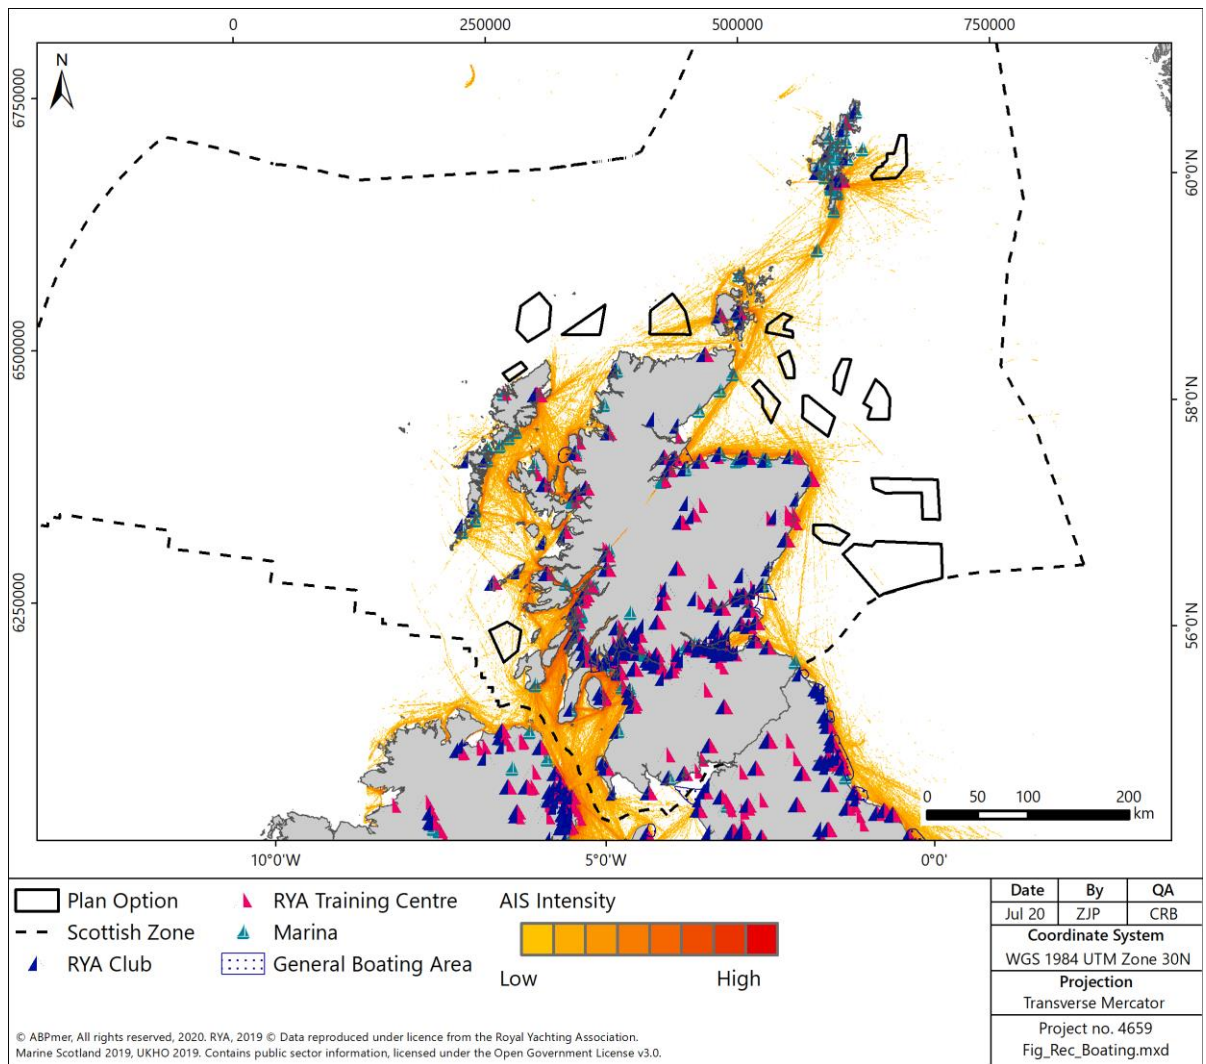 0 250000 500000 750000
N
6750000
6500000
6250000
60°0'N
58°0'N
56°0'N
0 50 100 200
km
10°0'W 5°0'W 0°0'
Plan Option
Scottish Zone
RYA Club
RYA Training Centre
Marina
General Boating Area
AIS Intensity
Low High
Date By QA
Jul 20 ZJP CRB
Coordinate System
WGS 1984 UTM Zone 30N
Projection
Transverse Mercator
Project no. 4659
Fig_Rec_Boating.mxd
© ABPmer, All rights reserved, 2020. RYA, 2019 © Data reproduced under licence from the Royal Yachting Association.
Marine Scotland 2019, UKHO 2019. Contains public sector information, licensed under the Open Government License v3.0.